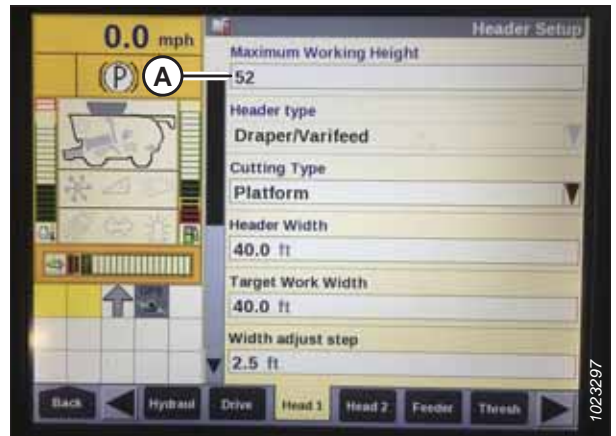 0.0 mph
Header Setup
(P)
A
Maximum Working Height
52
Header type
Draper/Varifeed
Cutting Type
Platform
Header Width
40.0 ft
Target Work Width
40.0 ft
Width adjust step
2.5 ft
Back
Hydraul
Drive
Head 1
Head 2
Feeder
Thresh
1023297